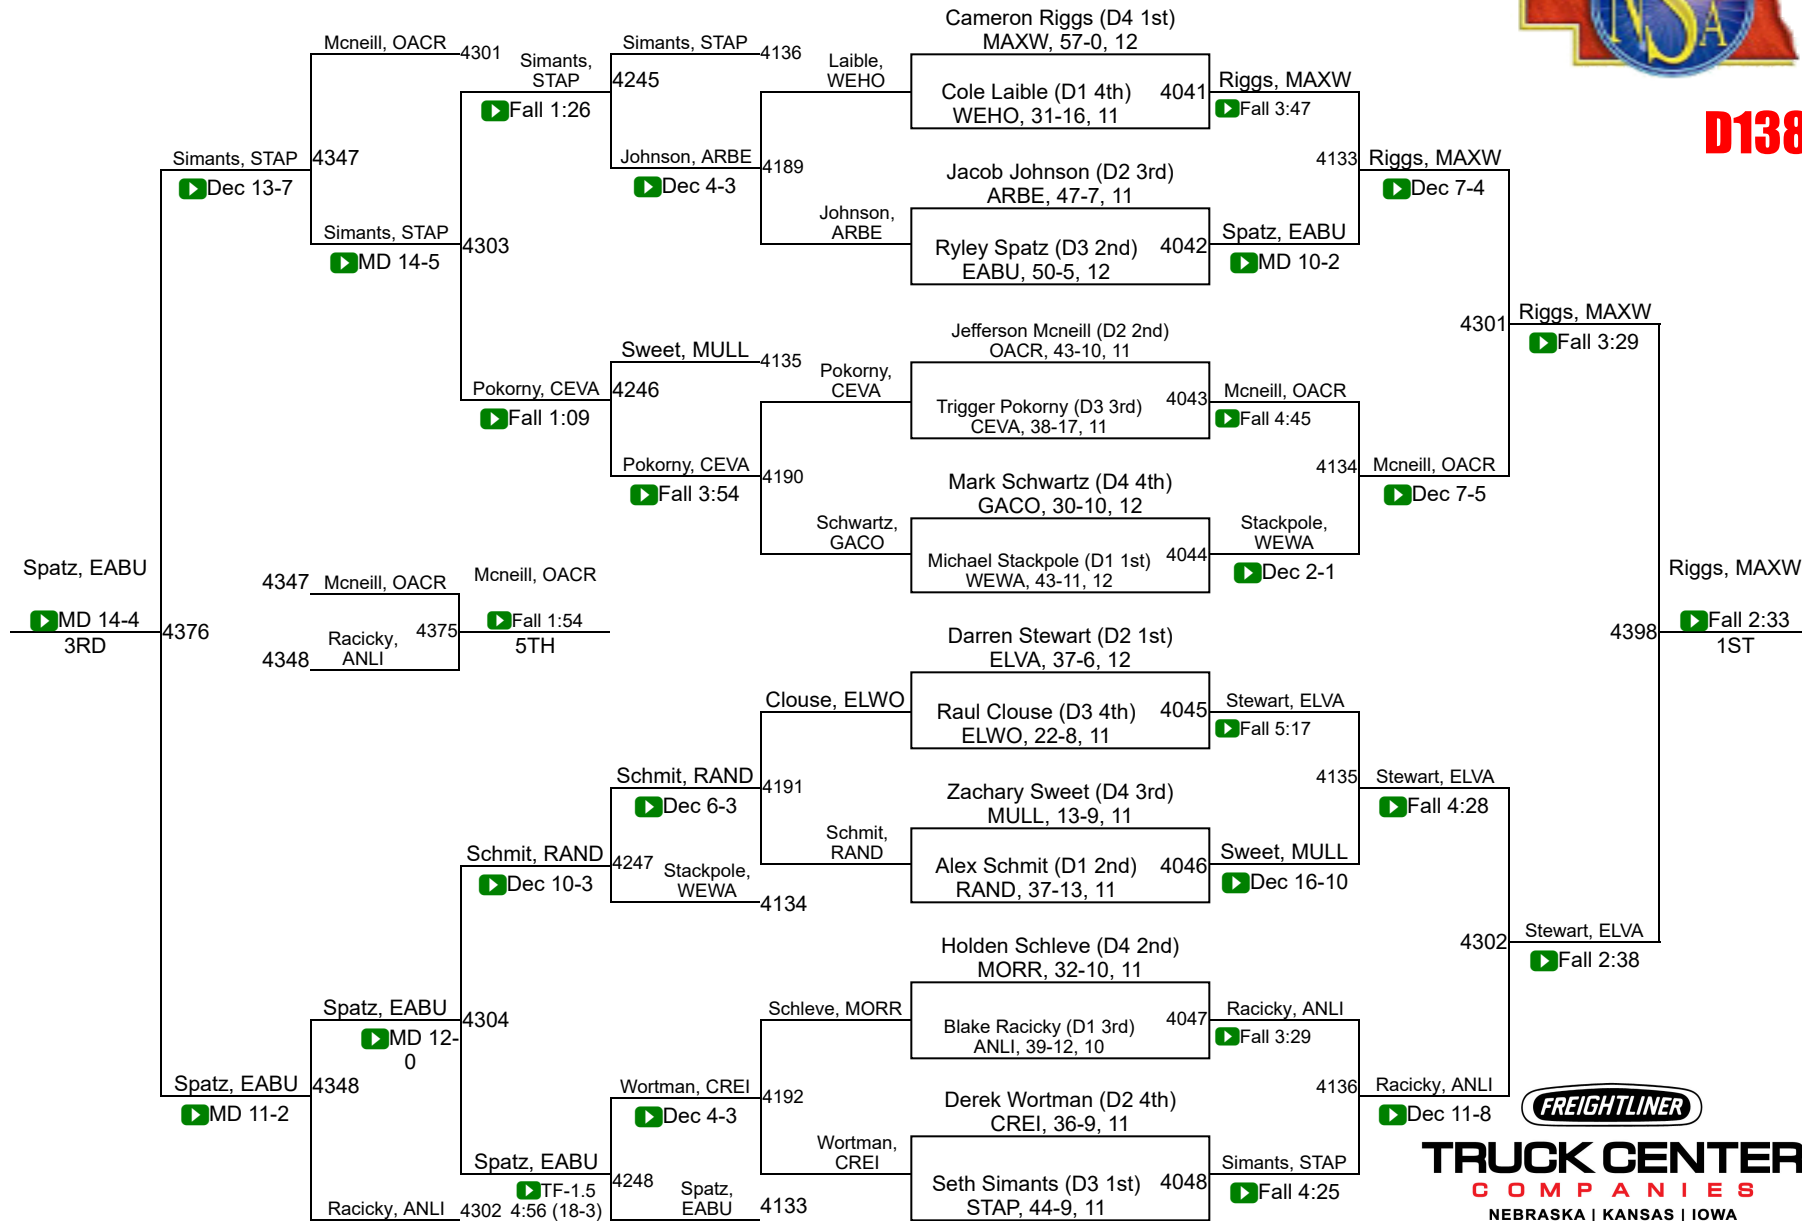 NSA
D138
Cameron Riggs (D4 1st)
MAXW, 57-0, 12
Cole Laible (D1 4th)
WEHO, 31-16, 11
4041
Jacob Johnson (D2 3rd)
ARBE, 47-7, 11
Ryley Spatz (D3 2nd)
EABU, 50-5, 12
4042
Jefferson Mcneill (D2 2nd)
OACR, 43-10, 11
Trigger Pokorny (D3 3rd)
CEVA, 38-17, 11
4043
Mark Schwartz (D4 4th)
GACO, 30-10, 12
Michael Stackpole (D1 1st)
WEWA, 43-11, 12
4044
Darren Stewart (D2 1st)
ELVA, 37-6, 12
Raul Clouse (D3 4th)
ELWO, 22-8, 11
4045
Zachary Sweet (D4 3rd)
MULL, 13-9, 11
Alex Schmit (D1 2nd)
RAND, 37-13, 11
4046
Holden Schleve (D4 2nd)
MORR, 32-10, 11
Blake Racicky (D1 3rd)
ANLI, 39-12, 10
4047
Derek Wortman (D2 4th)
CREI, 36-9, 11
Seth Simants (D3 1st)
STAP, 44-9, 11
4048
Riggs, MAXW
Fall 3:47
4133
Spatz, EABU
MD 10-2
Mcneill, OACR
Fall 4:45
4134
Stackpole,
WEWA
Dec 2-1
Stewart, ELVA
Fall 5:17
4135
Sweet, MULL
Dec 16-10
Racicky, ANLI
Fall 3:29
4136
Simants, STAP
Fall 4:25
Riggs, MAXW
Dec 7-4
4301
Mcneill, OACR
Dec 7-5
Stewart, ELVA
Fall 4:28
4302
Racicky, ANLI
Dec 11-8
Riggs, MAXW
Fall 3:29
4398
Stewart, ELVA
Fall 2:38
Riggs, MAXW
Fall 2:33
1ST
Laible,
WEHO
4189
Johnson,
ARBE
Pokorny,
CEVA
4190
Schwartz,
GACO
Clouse, ELWO
4191
Schmit,
RAND
Schleve, MORR
4192
Wortman,
CREI
Simants, STAP
4136
4245
Johnson, ARBE
Dec 4-3
Sweet, MULL
4135
4246
Pokorny, CEVA
Fall 3:54
Schmit, RAND
Dec 6-3
4247
Stackpole,
WEWA
4134
Wortman, CREI
Dec 4-3
4248
Spatz,
EABU
4133
Simants,
STAP
Fall 1:26
4303
Pokorny, CEVA
Fall 1:09
Schmit, RAND
Dec 10-3
4304
Spatz, EABU
TF-1.5
4:56 (18-3)
Mcneill, OACR
4301
4347
Simants, STAP
MD 14-5
Spatz, EABU
MD 12-
0
4348
Racicky, ANLI
4302
Simants, STAP
Dec 13-7
4376
Spatz, EABU
MD 11-2
Spatz, EABU
MD 14-4
3RD
4347
Mcneill, OACR
4375
4348
Racicky,
ANLI
Mcneill, OACR
Fall 1:54
5TH
FREIGHTLINER
TRUCK CENTER
COMPANIES
NEBRASKA | KANSAS | IOWA